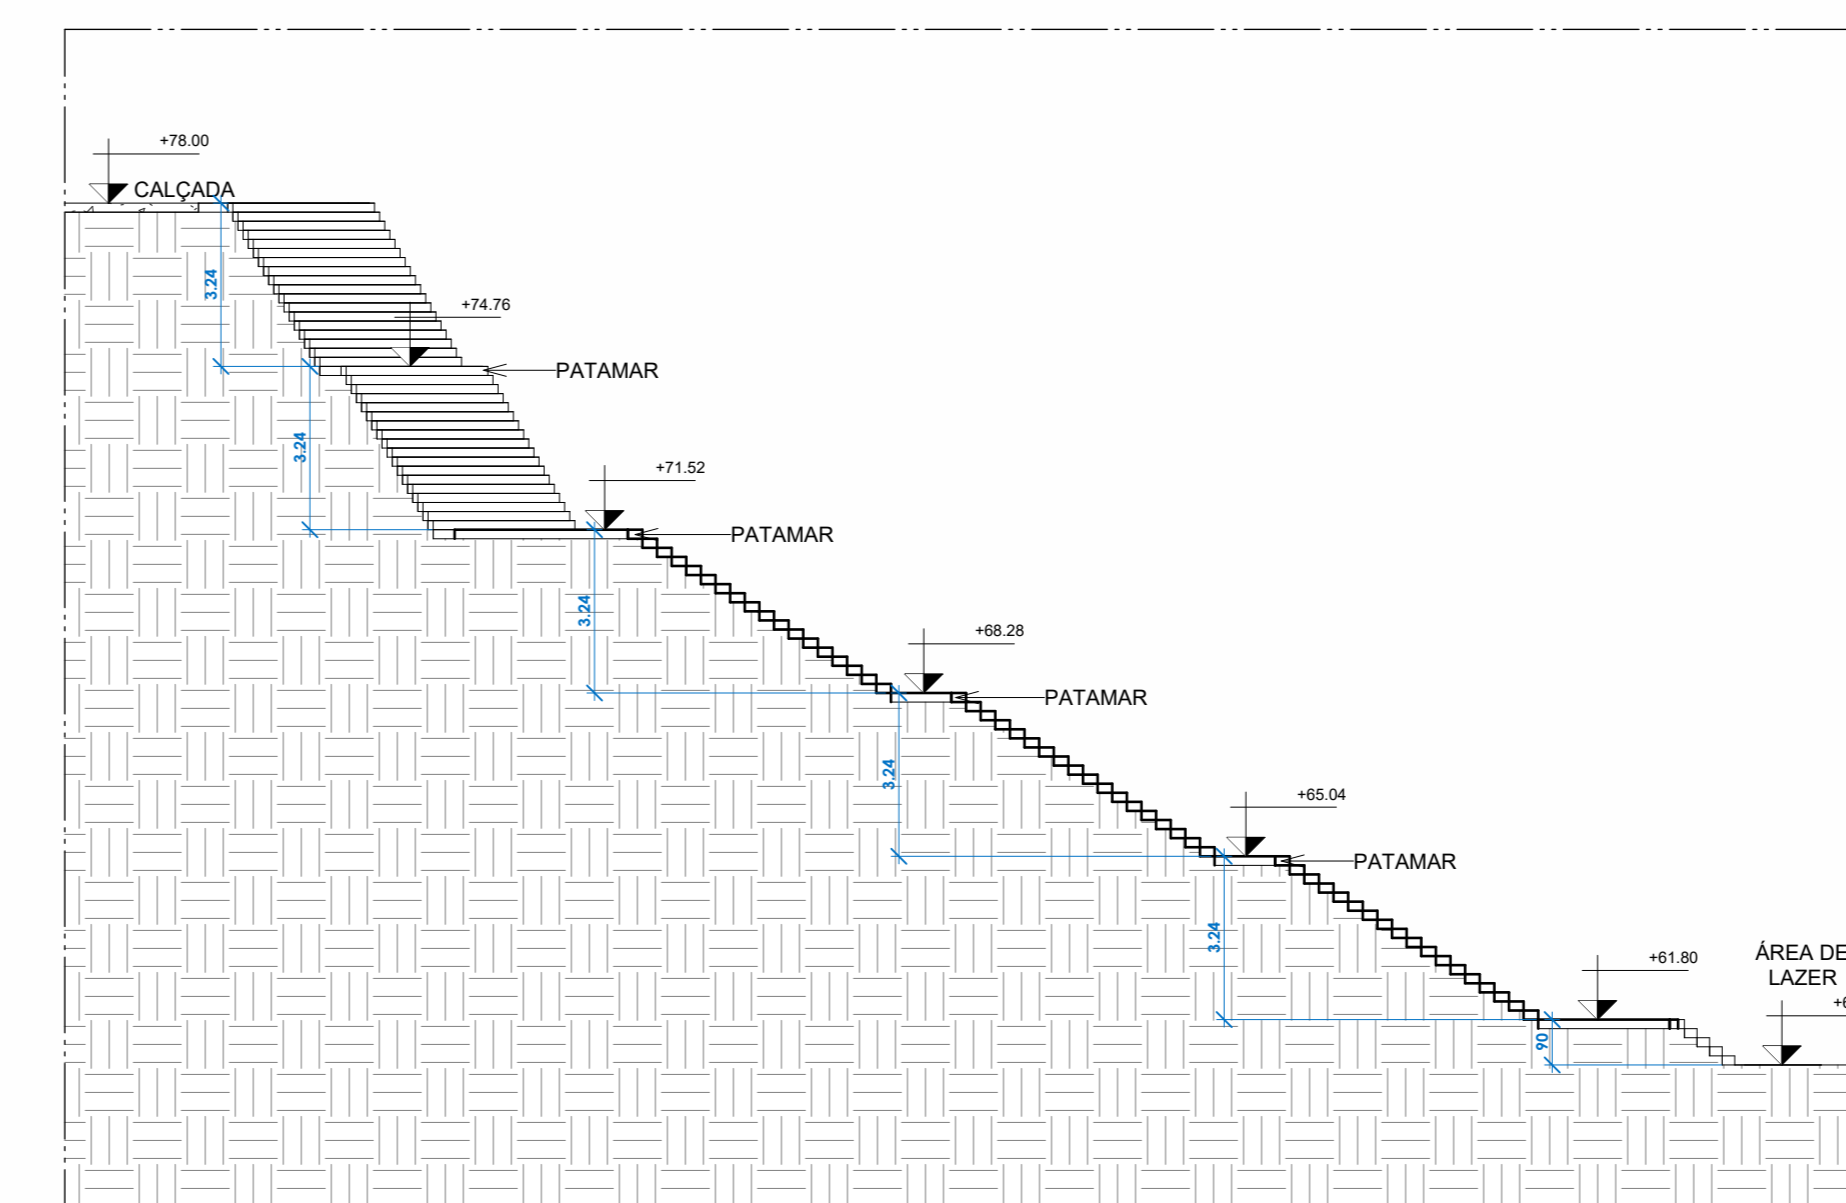 +78.00
CALÇADA
3.24
+74.76
PATAMAR
3.24
+71.52
PATAMAR
3.24
+68.28
PATAMAR
3.24
+65.04
PATAMAR
3.24
+61.80
ÁREA DE
LAZER
+6
90